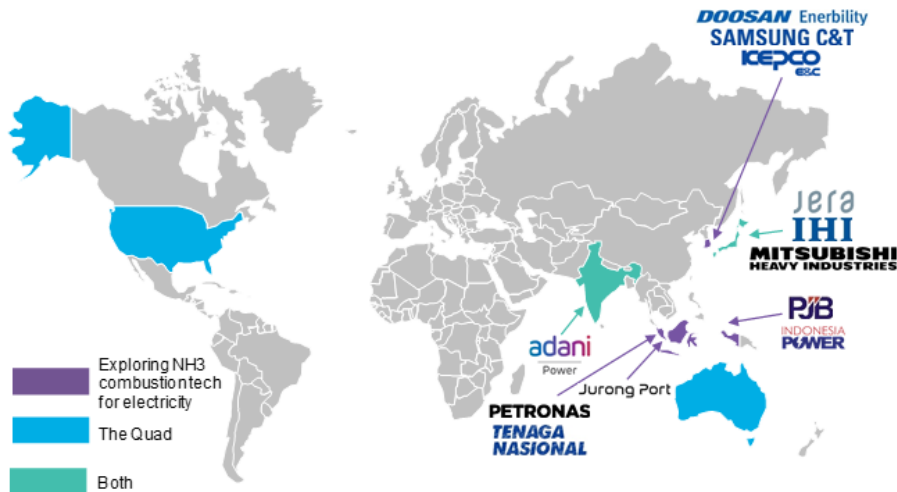 DOOSAN Enerbility
SAMSUNG C&T
KEPCO
E&C
jera
IHI
MITSUBISHI
HEAVY INDUSTRIES
PJB
INDONESIA
POWER
adani
Power
Jurong Port
PETRONAS
TENAGA
NASIONAL
Exploring NH3
combustion tech
for electricity
The Quad
Both